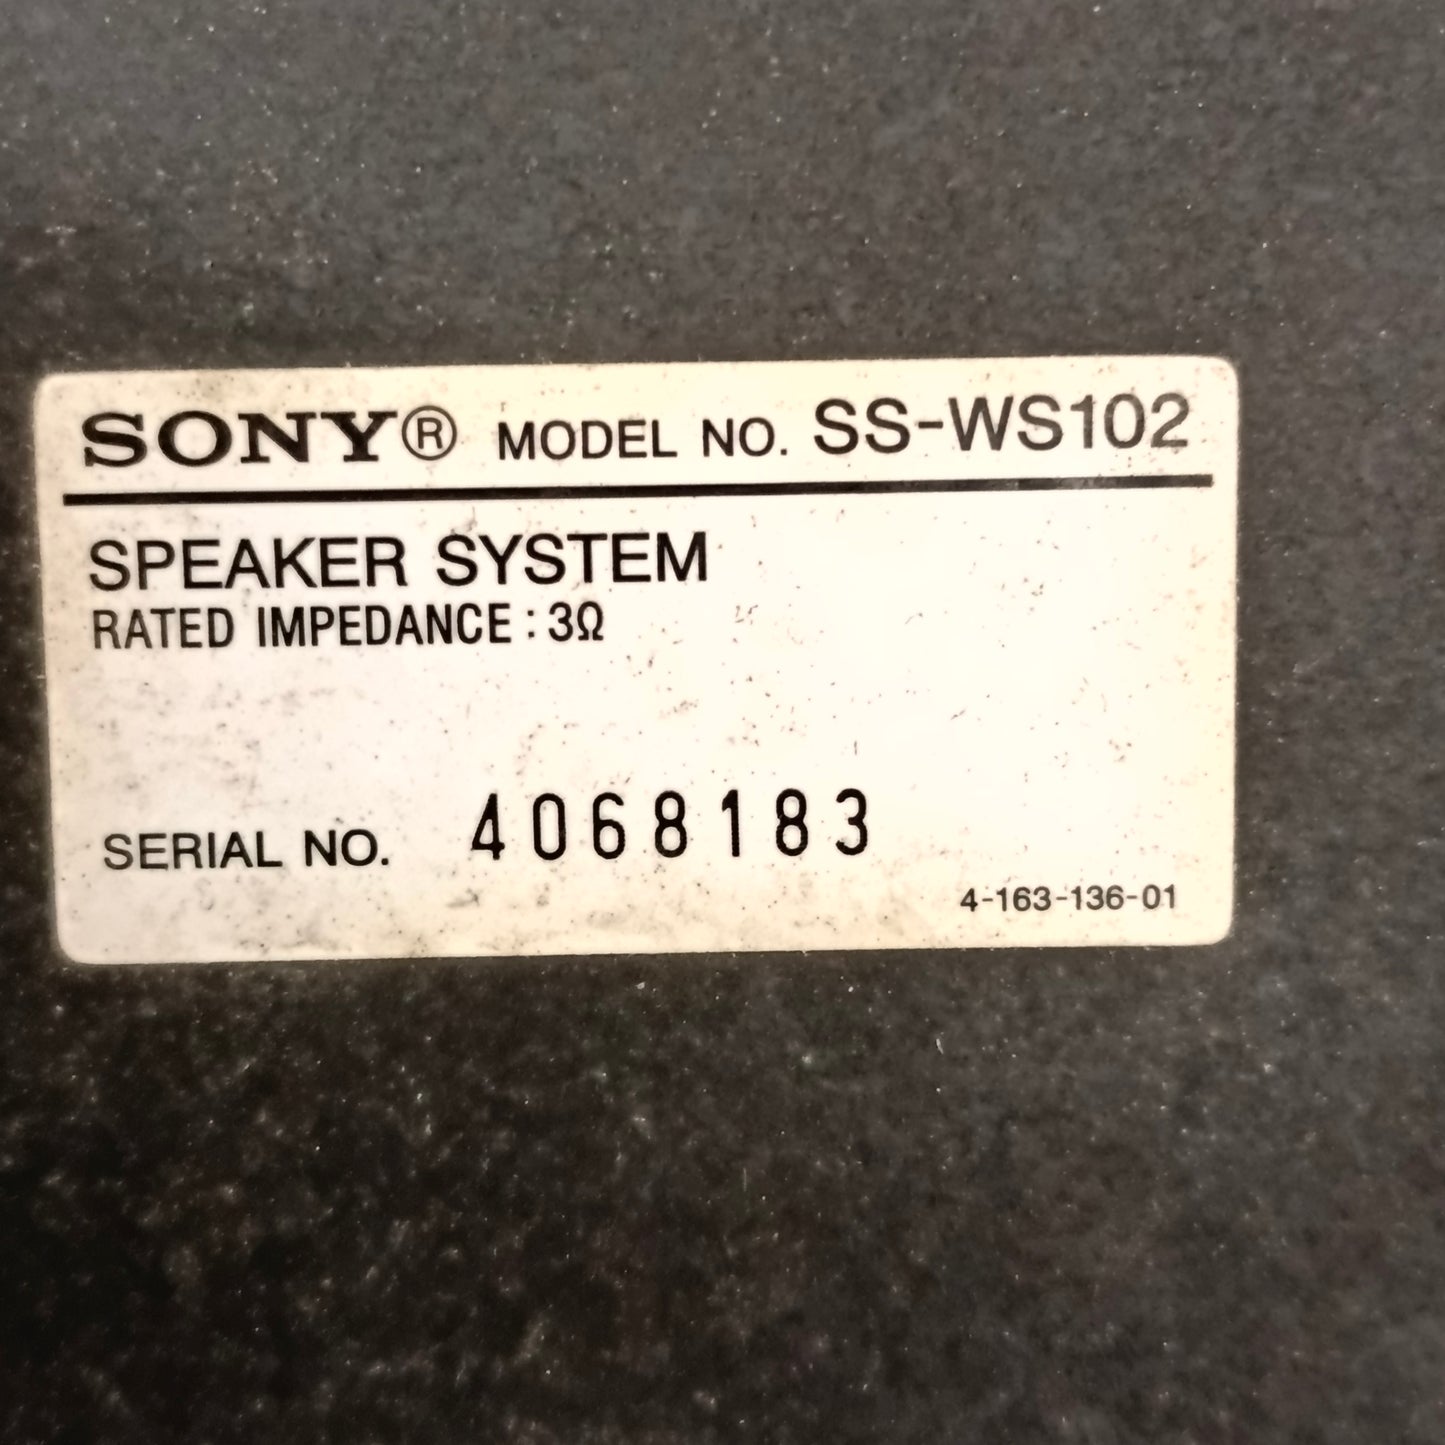 SONY® MODEL NO. SS-WS102
SPEAKER SYSTEM
RATED IMPEDANCE : 3Ω
SERIAL NO. 4068183
4-163-136-01